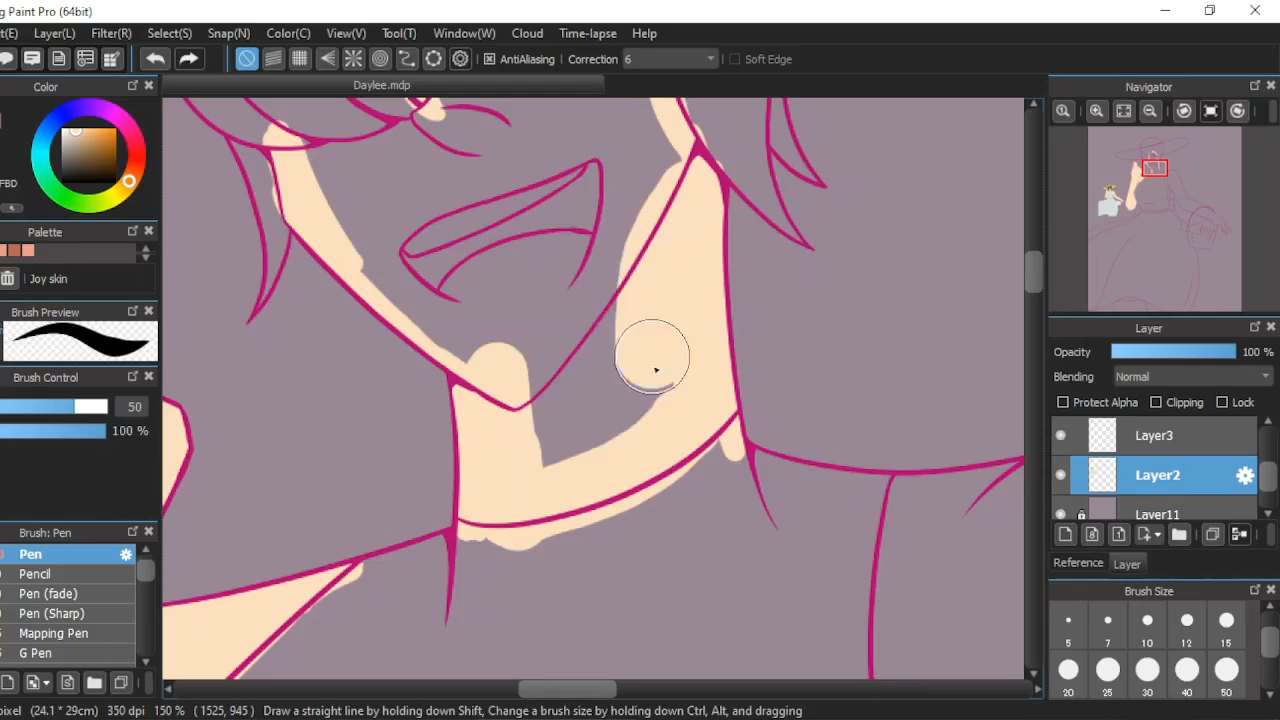 ng Paint Pro (64bit)
t(E) Layer(L) Filter(R) Select(S) Snap(N) Color(C) View(V) Tool(T) Window(W) Cloud Time-lapse Help
AntiAliasing Correction 6 Soft Edge
Color
Daylee.mdp
Navigator
FBD
Palette
Joy skin
Brush Preview
Brush Control
50
100 %
Layer
Opacity 100 %
Blending Normal
Protect Alpha Clipping Lock
Layer3
Layer2
Layer11
8 1
Reference Layer
Brush: Pen
Pen
Pencil
Pen (fade)
Pen (Sharp)
Mapping Pen
G Pen
Brush Size
5 7 10 12 15
20 25 30 40 50
pixel (24.1 * 29cm) 350 dpi 150 % ( 1525, 945 ) Draw a straight line by holding down Shift, Change a brush size by holding down Ctrl, Alt, and dragging